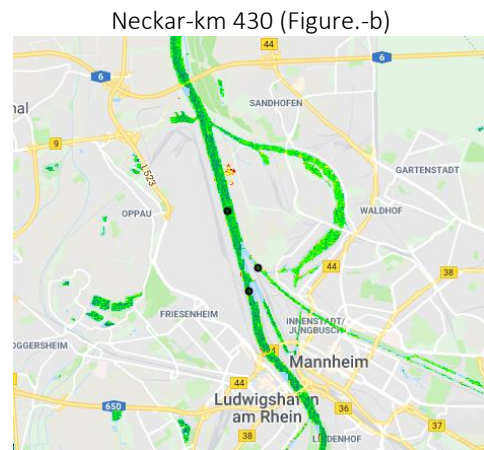 Neckar-km 430 (Figure.-b)
44
6
6
SANDHOFEN
nal
9
L 523
GARTENSTADT
OPPAU
WALDHOF
44
38
FRIESENHEIM
INNENSTADT/
JUNGBUSCH
OGGERSHEIM
Mannheim
44
Ludwigshafen
am Rhein
650
36
37
38
LINDENHOF